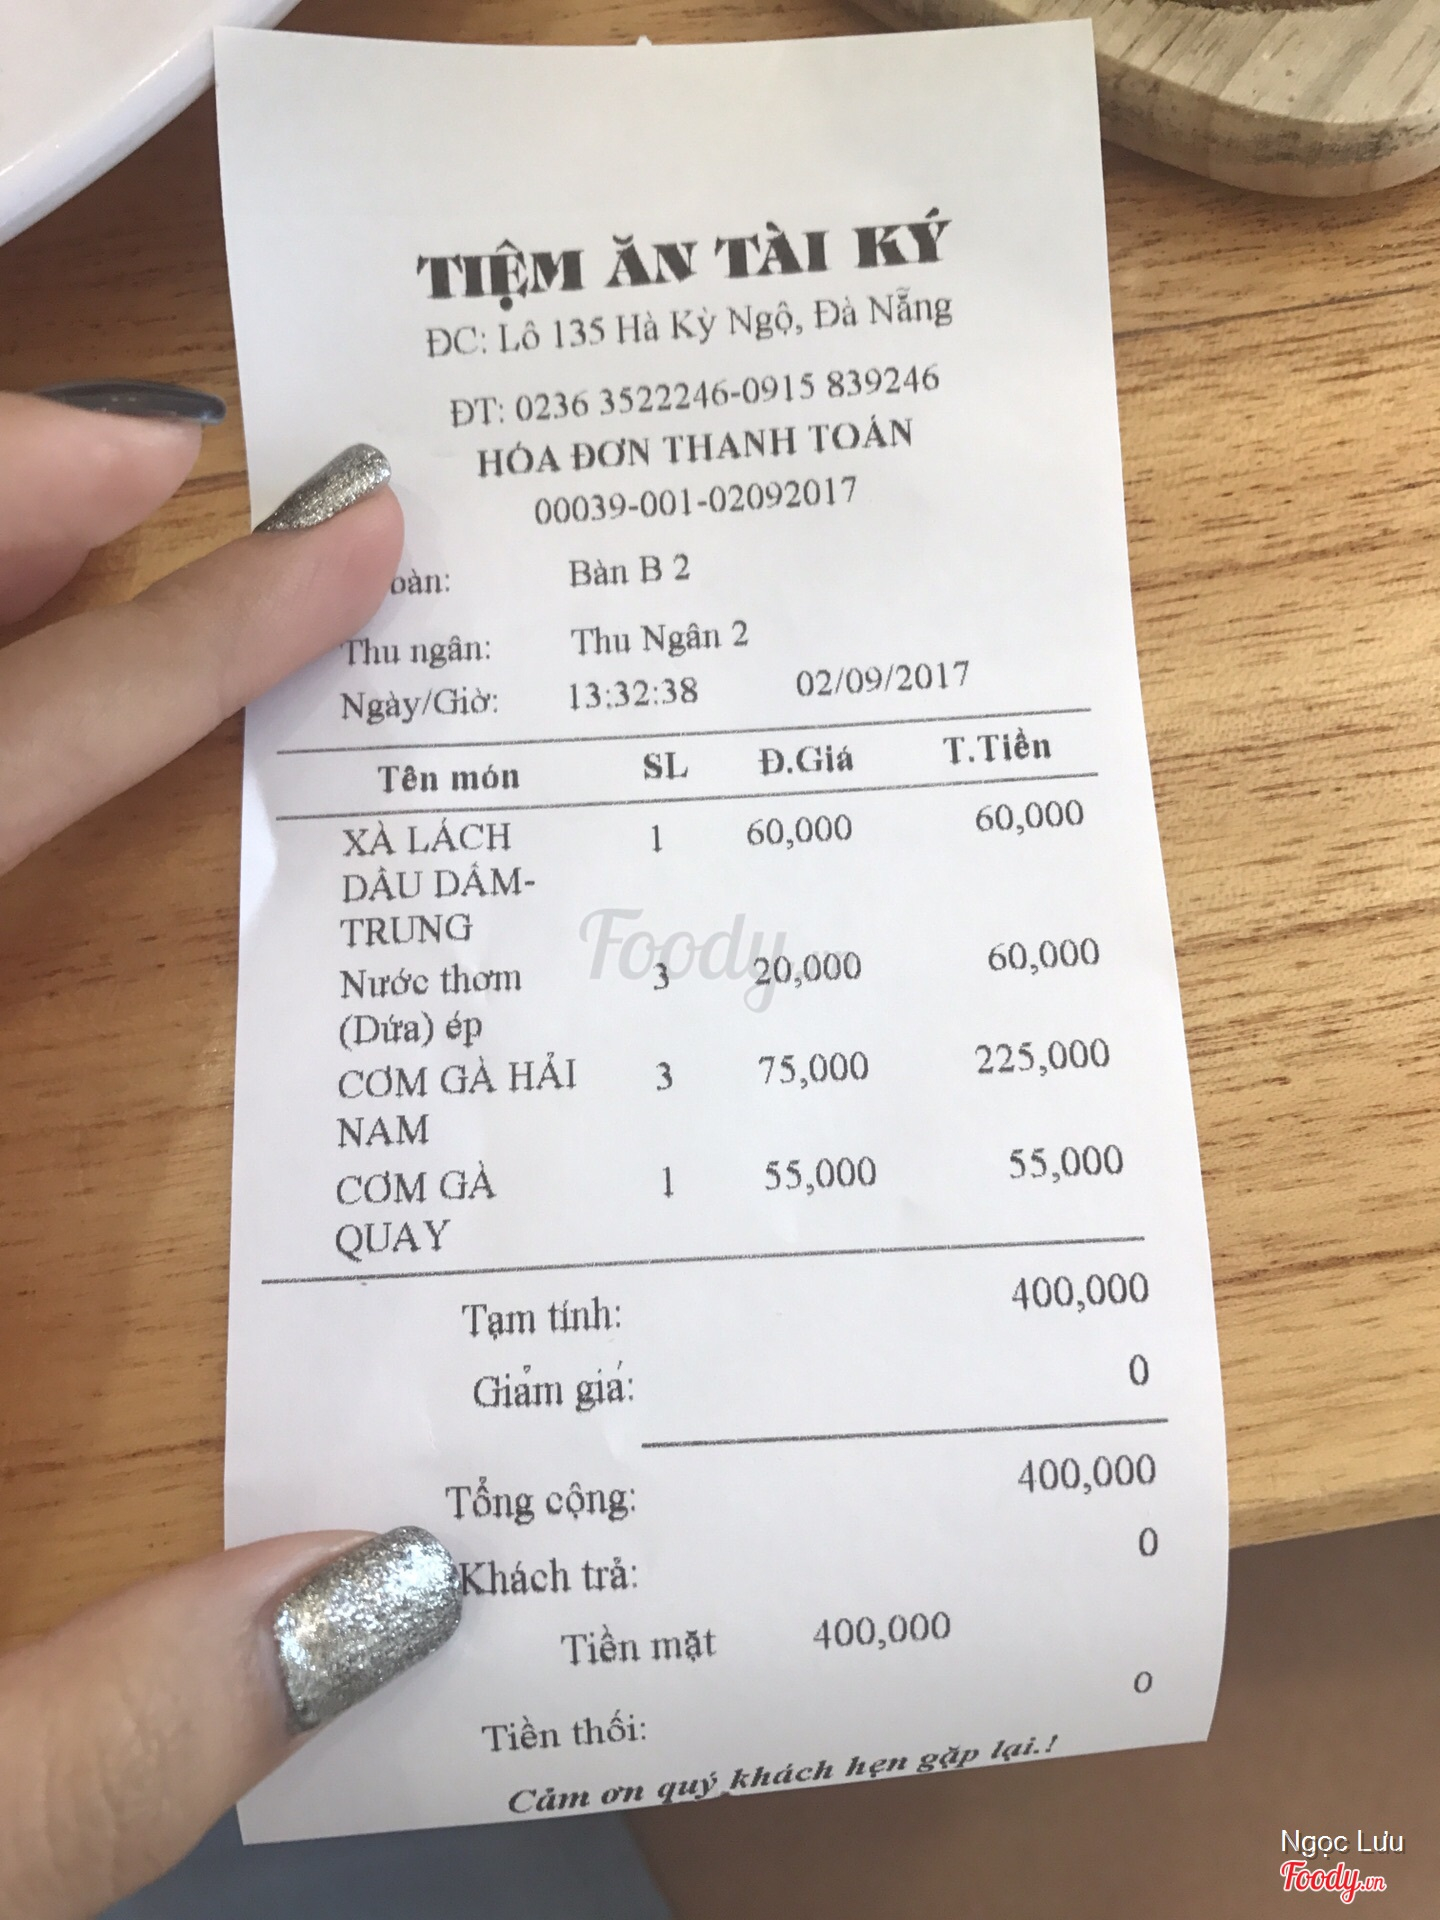 TIỆM ĂN TÀI KÝ
ĐC: Lô 135 Hà Kỳ Ngộ, Đà Nẵng
ĐT: 0236 3522246-0915 839246
HÓA ĐƠN THANH TOÁN
00039-001-02092017
Bàn B 2
Thu ngân: Thu Ngân 2
Ngày/Giờ: 13:32:38 02/09/2017
Tên món SL Đ.Giá T.Tiền
XÀ LÁCH 1 60,000 60,000
DẦU DẤM-
TRUNG
Nước thơm 3 20,000 60,000
(Dứa) ép
CƠM GÀ HẢI 3 75,000 225,000
NAM
CƠM GÀ 1 55,000 55,000
QUAY
Tạm tính: 400,000
Giảm giá: 0
Tổng cộng: 400,000
Khách trả: 0
Tiền mặt 400,000
Tiền thối: 0
Cảm ơn quý khách hẹn gặp lại.!
Foody.vn
Ngọc Lưu
Foody.vn